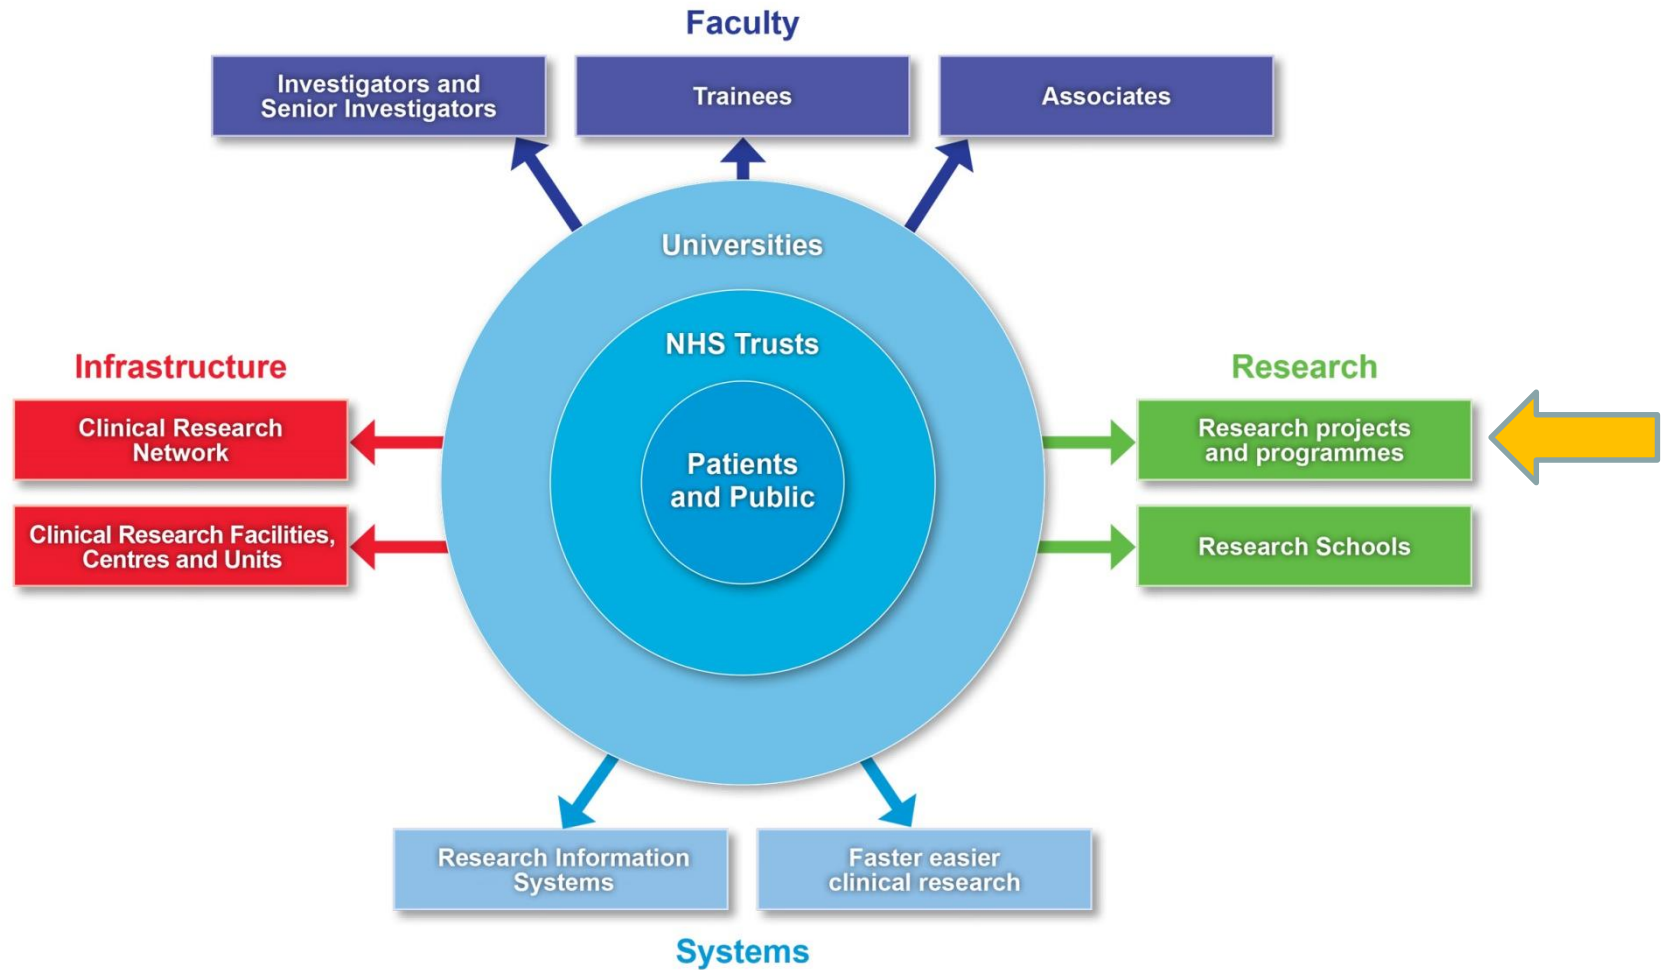 Faculty
Investigators and
Senior Investigators
Trainees
Associates
Universities
NHS Trusts
Patients
and Public
Infrastructure
Clinical Research
Network
Clinical Research Facilities,
Centres and Units
Research
Research projects
and programmes
Research Schools
Research Information
Systems
Faster easier
clinical research
Systems